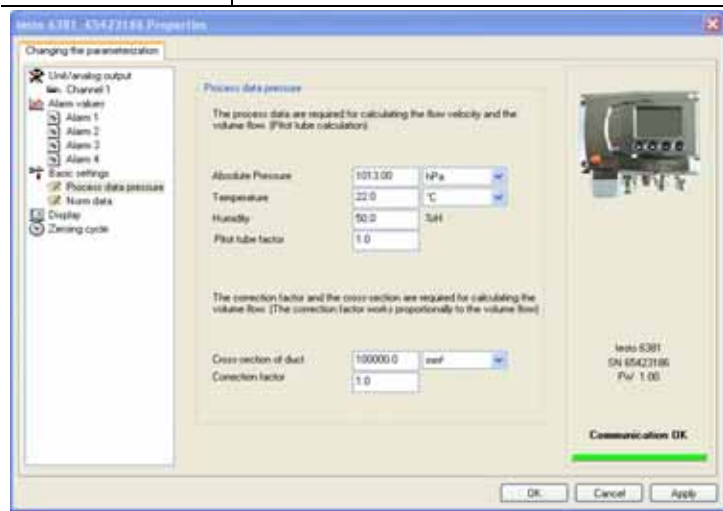 testo 6381 65423186 Properties
Changing the parameterization
Unit/analog output
Channel 1
Alarm values
Alarm 1
Alarm 2
Alarm 3
Alarm 4
Basic settings
Process data pressure
Norm data
Display
Zeroing cycle
Process data pressure
The process data are required for calculating the flow velocity and the
volume flow. (Pitot tube calculation)
Absolute Pressure 1013.00 hPa
Temperature 22.0 °C
Humidity 50.0 %rH
Pitot tube factor 1.0
The correction factor and the cross-section are required for calculating the
volume flow. (The correction factor works proportionally to the volume flow)
Cross-section of duct 100000.0 mm²
Correction factor 1.0
testo 6381
SN 65423186
FW 1.00
Communication OK
OK Cancel Apply